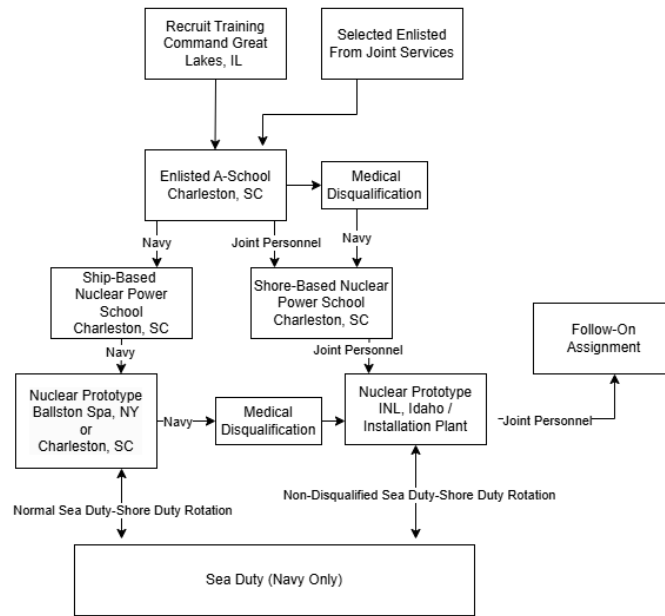 Recruit Training
Command Great
Lakes, IL
Selected Enlisted
From Joint Services
Enlisted A-School
Charleston, SC
Medical
Disqualification
Navy
Joint Personnel
Navy
Ship-Based
Nuclear Power
School
Charleston, SC
Shore-Based Nuclear
Power School
Charleston, SC
Follow-On
Assignment
Navy
Joint Personnel
Nuclear Prototype
Ballston Spa, NY
or
Charleston, SC
Navy
Medical
Disqualification
Nuclear Prototype
INL, Idaho /
Installation Plant
Joint Personnel
Non-Disqualified Sea Duty-Shore Duty Rotation
Normal Sea Duty-Shore Duty Rotation
Sea Duty (Navy Only)